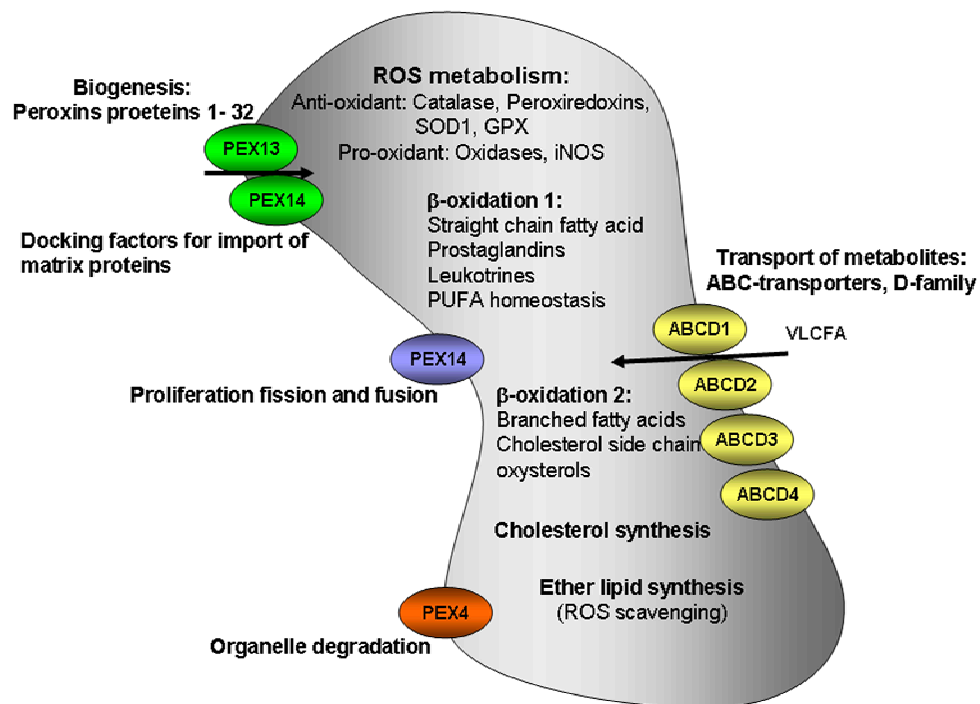 Biogenesis:
Peroxins proeteins 1- 32
PEX13
PEX14
Docking factors for import of
matrix proteins
ROS metabolism:
Anti-oxidant: Catalase, Peroxiredoxins,
SOD1, GPX
Pro-oxidant: Oxidases, iNOS
β-oxidation 1:
Straight chain fatty acid
Prostaglandins
Leukotrines
PUFA homeostasis
Transport of metabolites:
ABC-transporters, D-family
ABCD1
VLCFA
ABCD2
ABCD3
ABCD4
PEX14
Proliferation fission and fusion
β-oxidation 2:
Branched fatty acids
Cholesterol side chain
oxysterols
Cholesterol synthesis
Ether lipid synthesis
(ROS scavenging)
PEX4
Organelle degradation